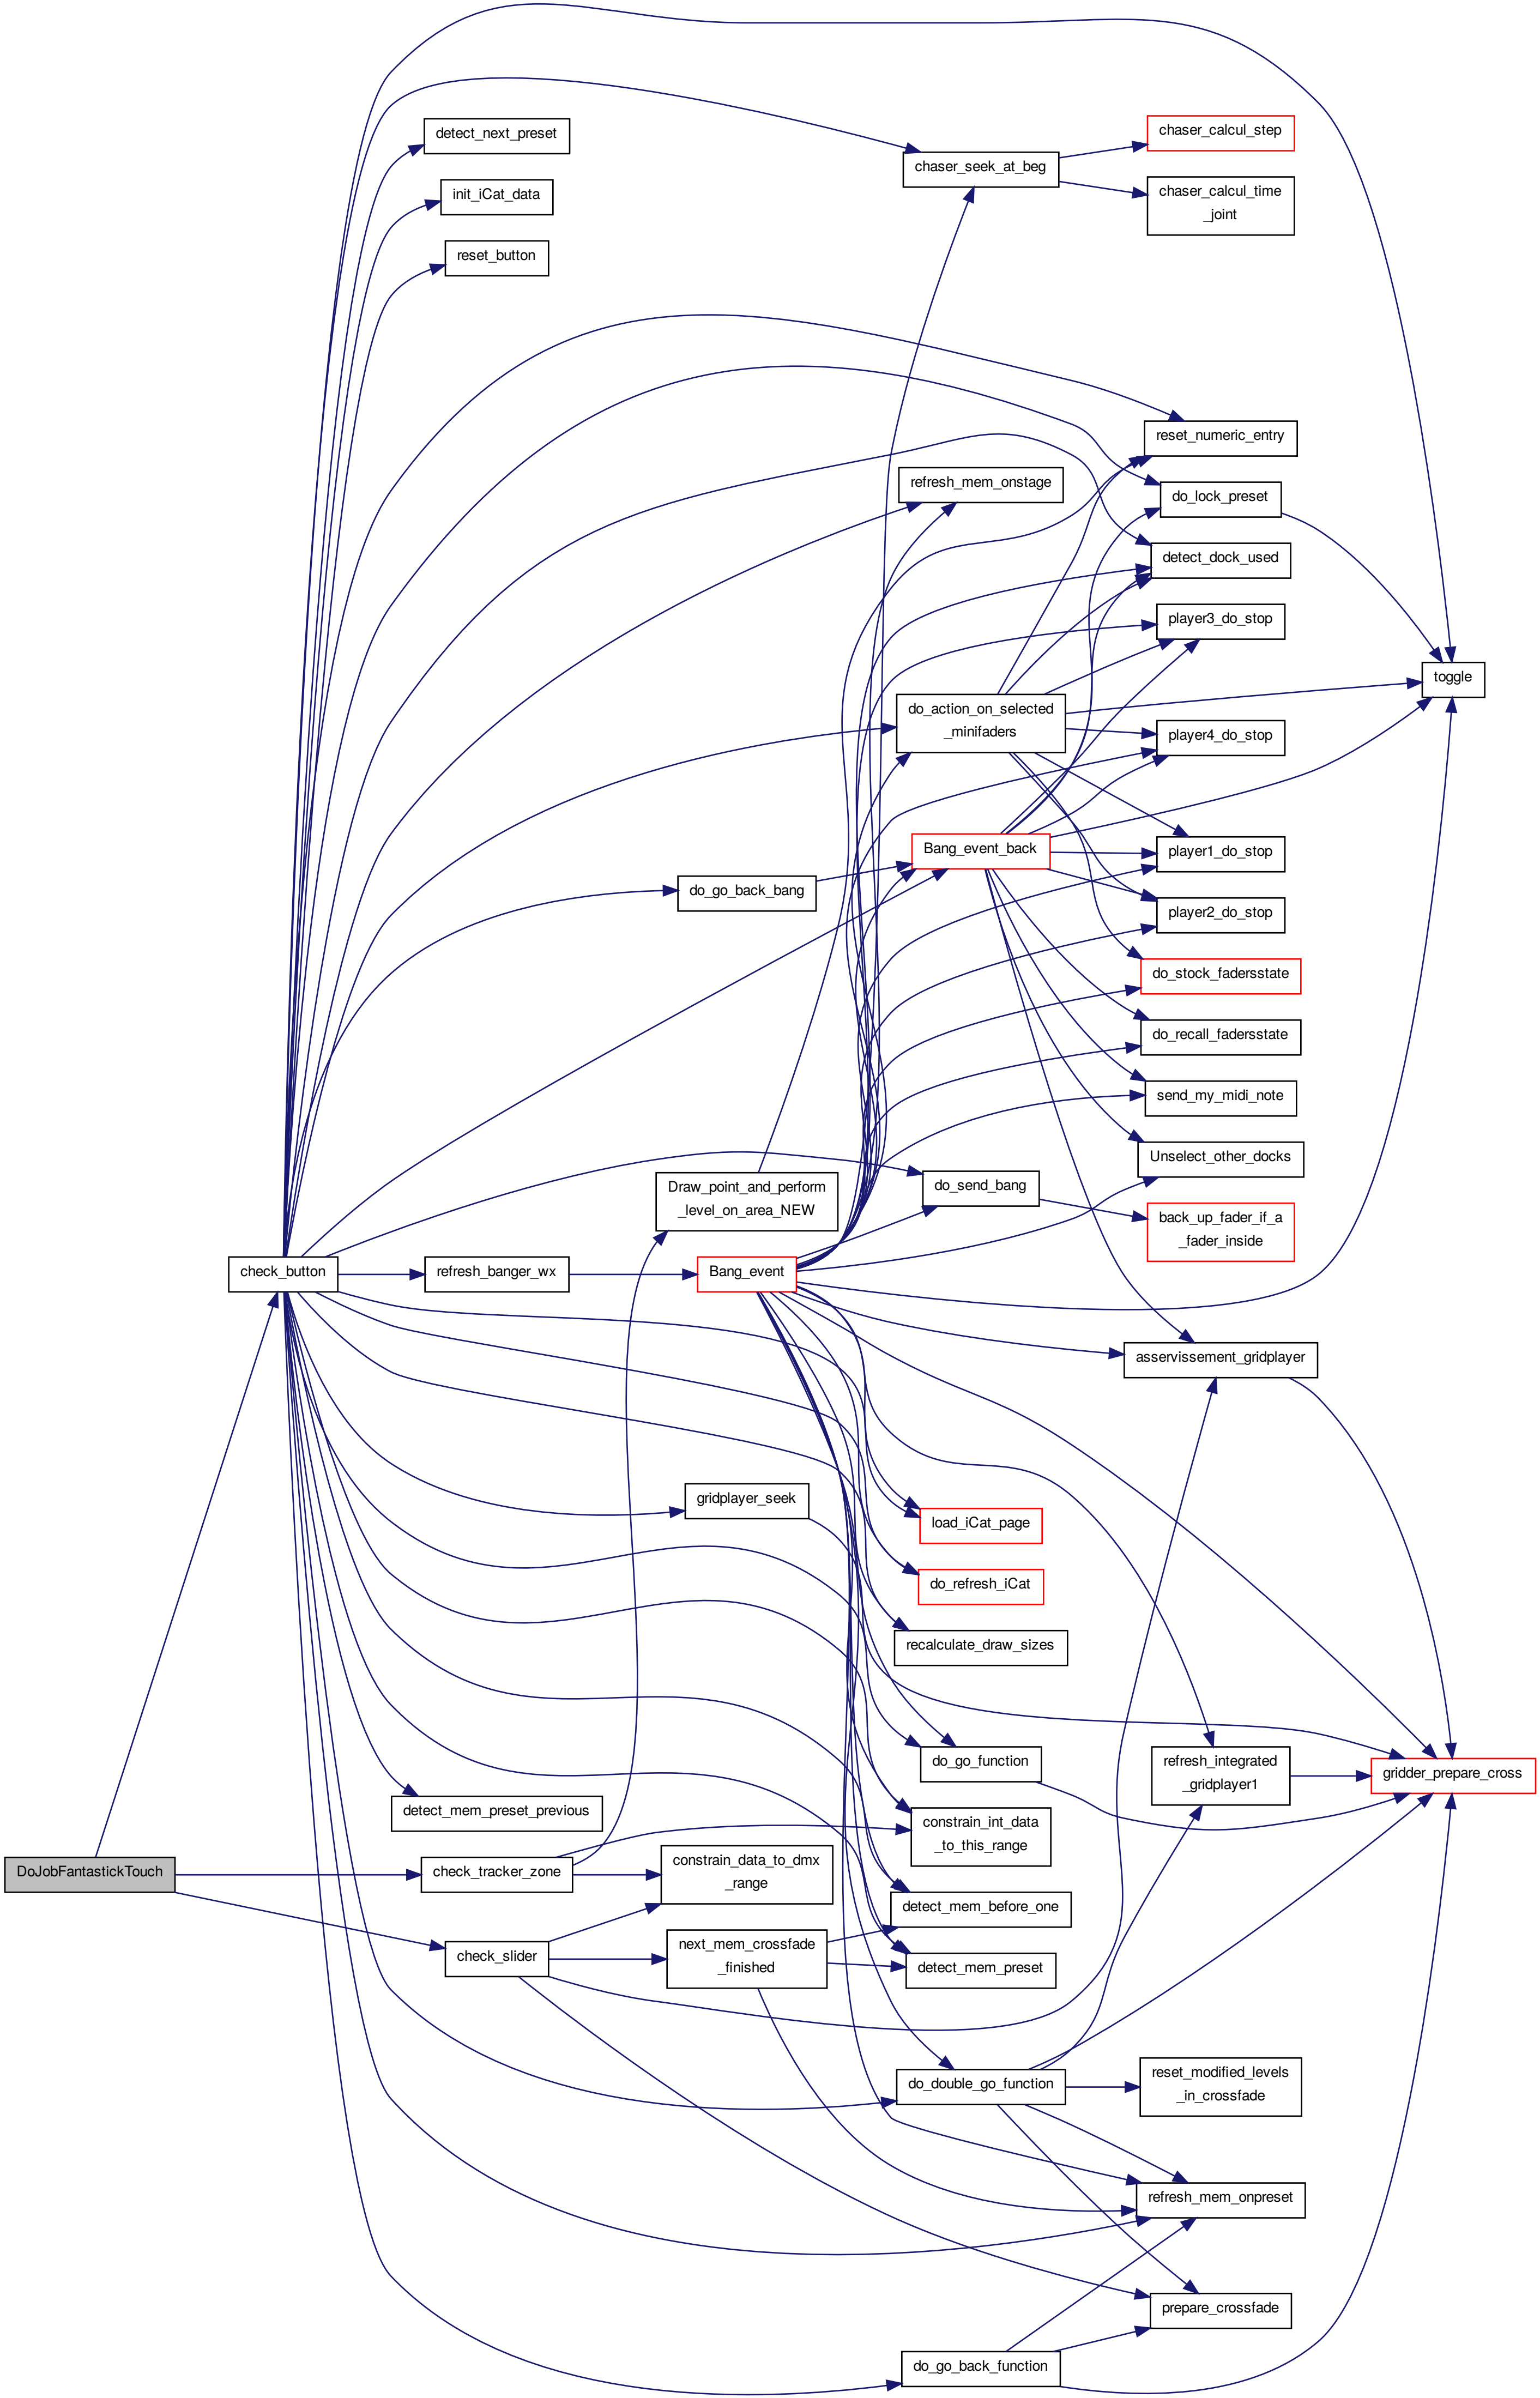 detect_next_preset
init_iCat_data
reset_button
chaser_seek_at_beg
chaser_calcul_step
chaser_calcul_time
_joint
reset_numeric_entry
refresh_mem_onstage
do_lock_preset
detect_dock_used
player3_do_stop
toggle
do_action_on_selected
_minifaders
player4_do_stop
Bang_event_back
player1_do_stop
do_go_back_bang
player2_do_stop
do_stock_fadersstate
do_recall_fadersstate
send_my_midi_note
Unselect_other_docks
Draw_point_and_perform
_level_on_area_NEW
do_send_bang
back_up_fader_if_a
_fader_inside
check_button
refresh_banger_wx
Bang_event
asservissement_gridplayer
gridplayer_seek
load_iCat_page
do_refresh_iCat
recalculate_draw_sizes
do_go_function
refresh_integrated
_gridplayer1
gridder_prepare_cross
detect_mem_preset_previous
constrain_int_data
_to_this_range
DoJobFantastickTouch
check_tracker_zone
constrain_data_to_dmx
_range
detect_mem_before_one
check_slider
next_mem_crossfade
_finished
detect_mem_preset
do_double_go_function
reset_modified_levels
_in_crossfade
refresh_mem_onpreset
prepare_crossfade
do_go_back_function